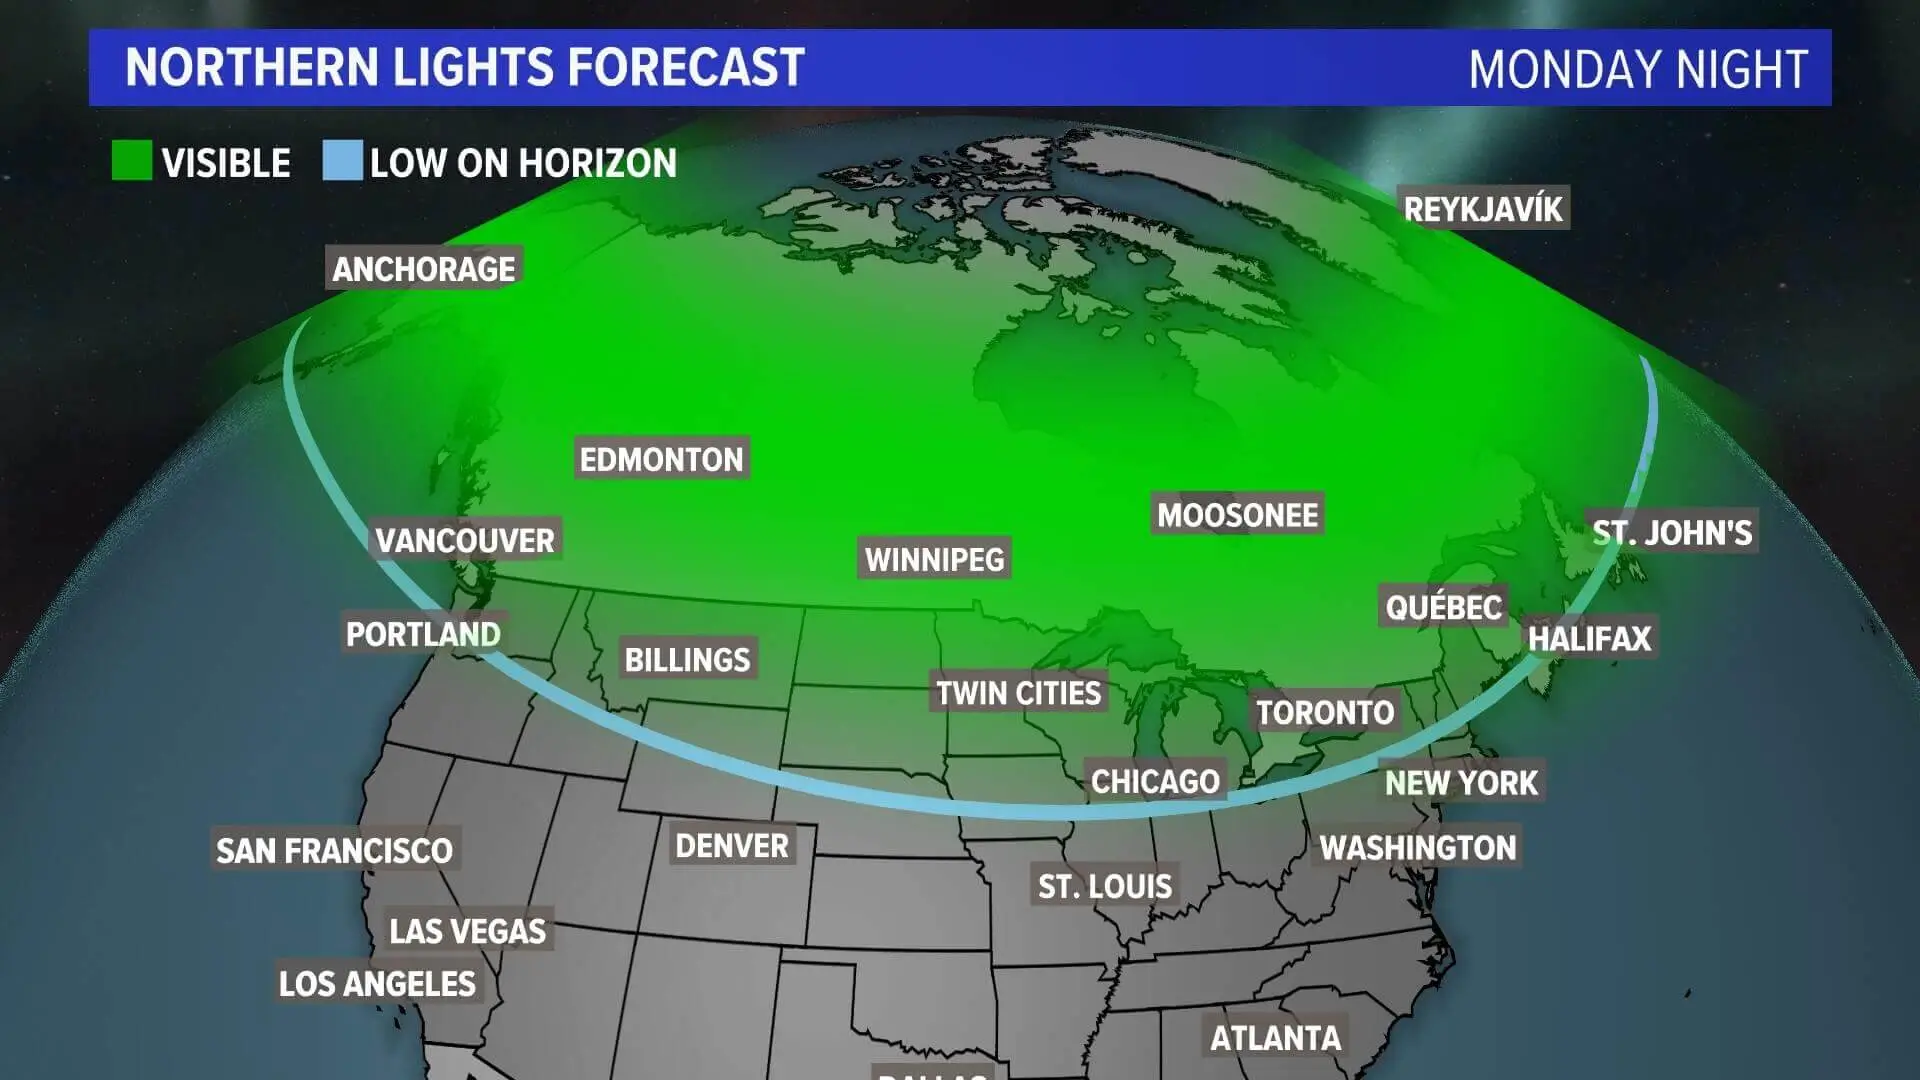 NORTHERN LIGHTS FORECAST
MONDAY NIGHT
VISIBLE
LOW ON HORIZON
REYKJAVÍK
ANCHORAGE
EDMONTON
MOOSONEE
VANCOUVER
WINNIPEG
ST. JOHN'S
QUÉBEC
PORTLAND
HALIFAX
BILLINGS
TWIN CITIES
TORONTO
CHICAGO
NEW YORK
SAN FRANCISCO
DENVER
WASHINGTON
ST. LOUIS
LAS VEGAS
LOS ANGELES
ATLANTA
DALLAS